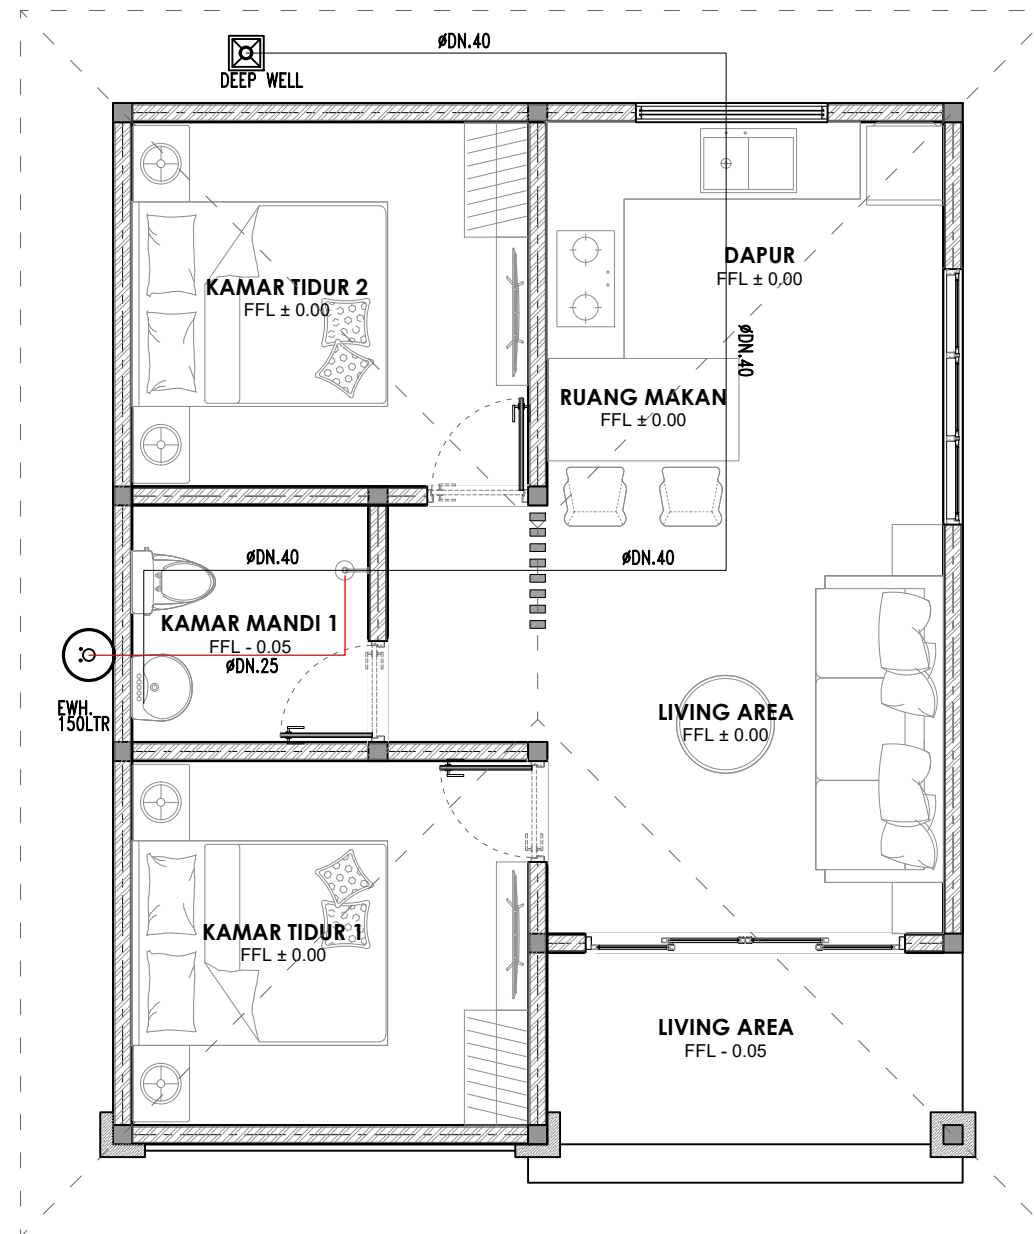 øDN.40
DEEP WELL
DAPUR
FFL ± 0.00
KAMAR TIDUR 2
FFL ± 0.00
øDN.40
RUANG MAKAN
FFL ± 0.00
øDN.40
øDN.40
KAMAR MANDI 1
FFL - 0.05
øDN.25
EWH.
150LTR
LIVING AREA
FFL ± 0.00
KAMAR TIDUR 1
FFL ± 0.00
LIVING AREA
FFL - 0.05